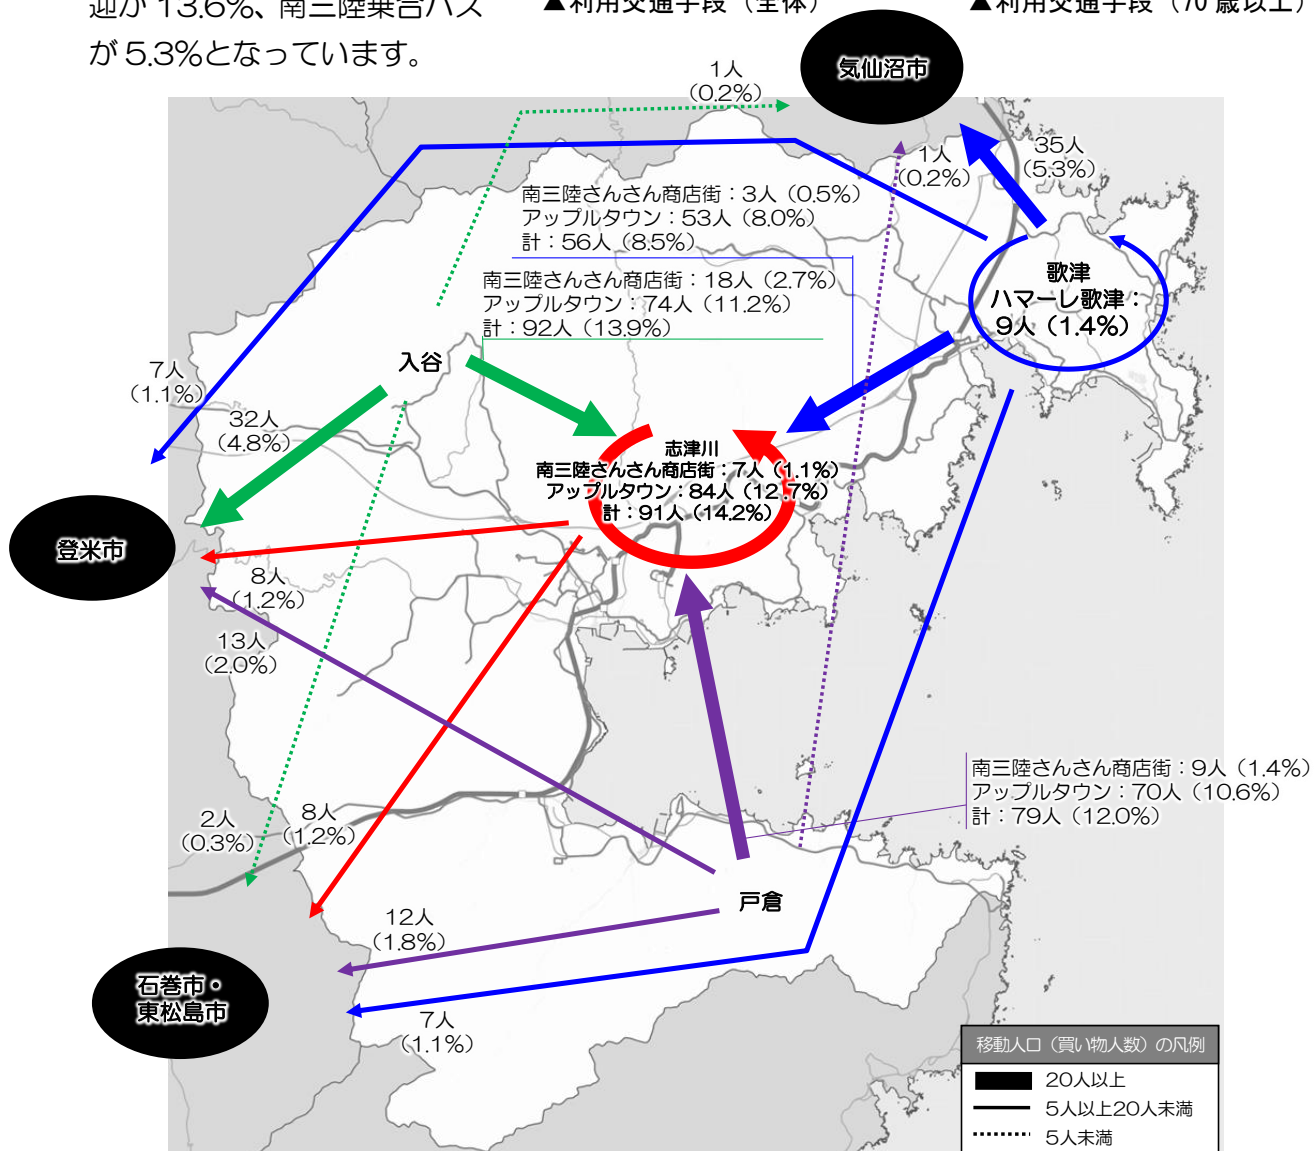 迎が 13.6%、南三陸乗合バス
が 5.3%となっています。
▲利用交通手段（全体）
▲利用交通手段（70 歳以上）
気仙沼市
1人
（0.2%）
1人
（0.2%）
35人
（5.3%）
南三陸さんさん商店街：3人（0.5%）
アップルタウン：53人（8.0%）
計：56人（8.5%）
南三陸さんさん商店街：18人（2.7%）
アップルタウン：74人（11.2%）
計：92人（13.9%）
歌津
ハマーレ歌津：
9人（1.4%）
入谷
7人
（1.1%）
32人
（4.8%）
志津川
南三陸さんさん商店街：7人（1.1%）
アップルタウン：84人（12.7%）
計：91人（14.2%）
登米市
8人
（1.2%）
13人
（2.0%）
南三陸さんさん商店街：9人（1.4%）
アップルタウン：70人（10.6%）
計：79人（12.0%）
2人
（0.3%）
8人
（1.2%）
戸倉
12人
（1.8%）
石巻市・
東松島市
7人
（1.1%）
移動人口（買い物人数）の凡例
20人以上
5人以上20人未満
5人未満